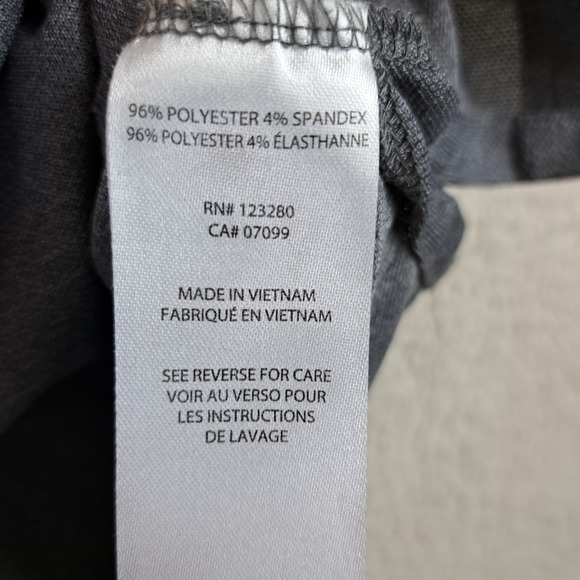 96% POLYESTER 4% SPANDEX
96% POLYESTER 4% ÉLASTHANNE
RN# 123280
CA# 07099
MADE IN VIETNAM
FABRIQUÉ EN VIETNAM
SEE REVERSE FOR CARE
VOIR AU VERSO POUR
LES INSTRUCTIONS
DE LAVAGE